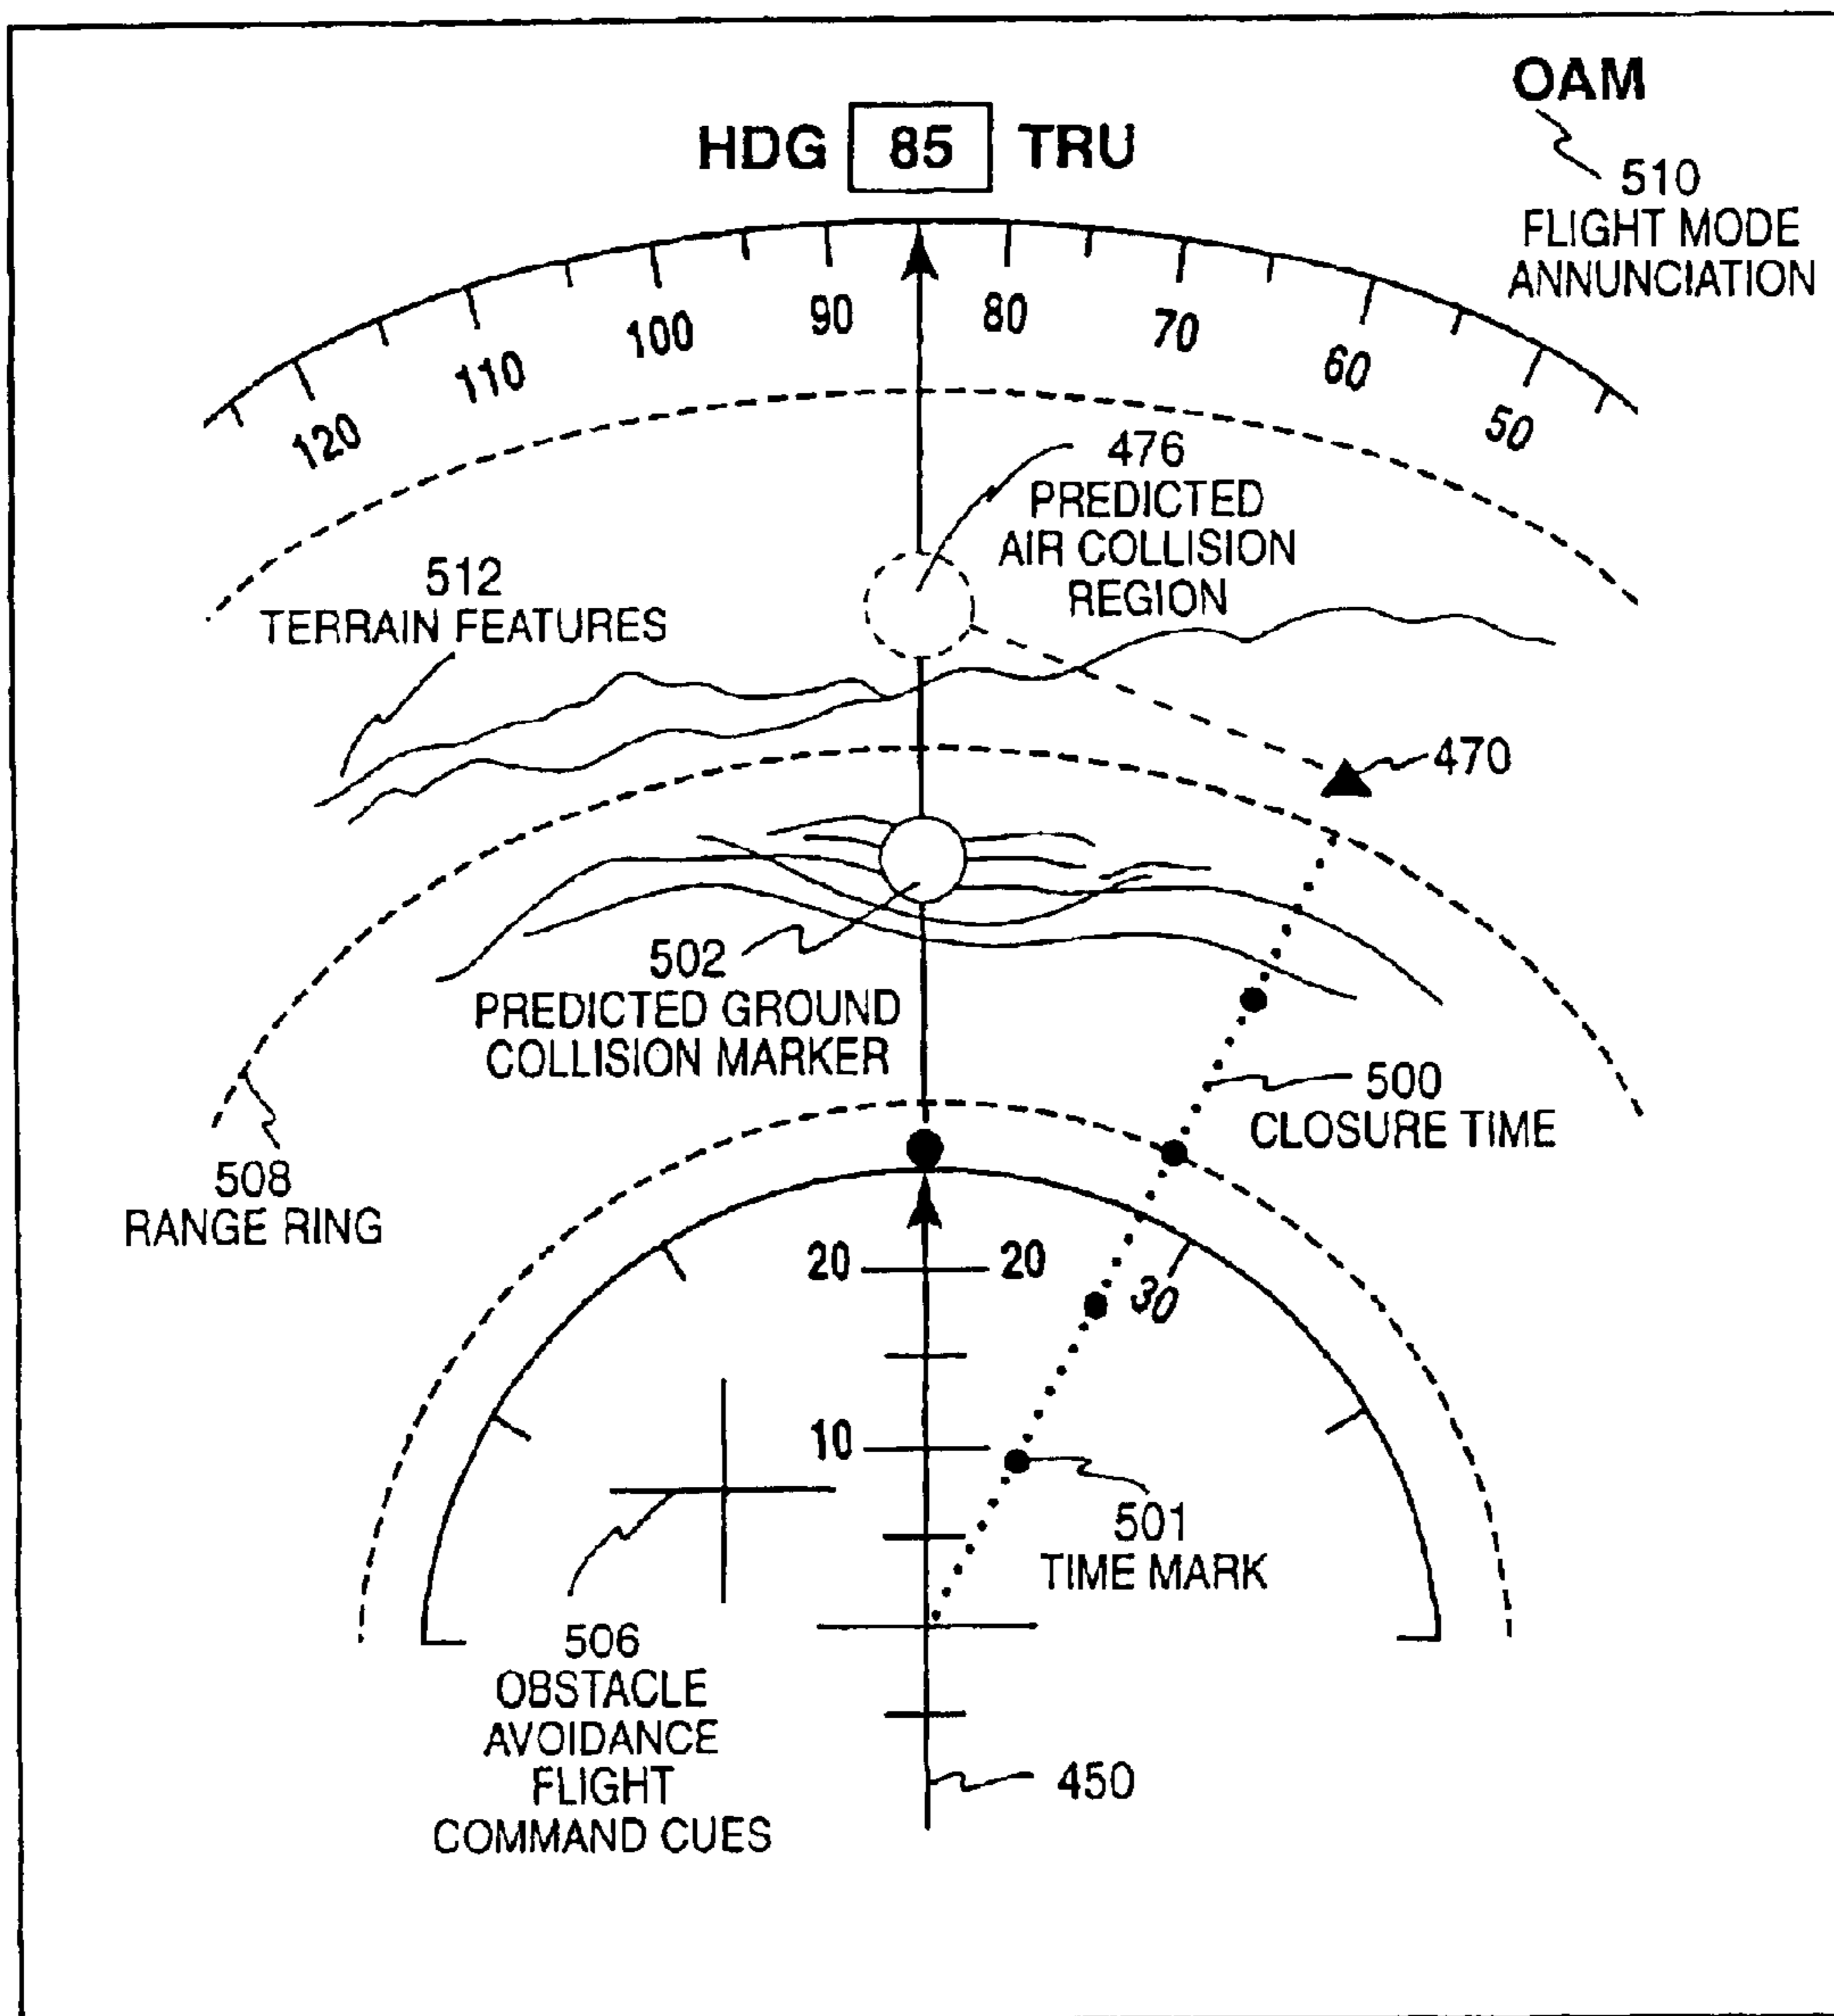 OAM
HDG 85 TRU
510
FLIGHT MODE
ANNUNCIATION
120 110 100 90 80 70 60 50
476
PREDICTED
AIR COLLISION
REGION
512
TERRAIN FEATURES
470
502
PREDICTED GROUND
COLLISION MARKER
500
CLOSURE TIME
508
RANGE RING
20 20
30
10
501
TIME MARK
506
OBSTACLE
AVOIDANCE
FLIGHT
COMMAND CUES
450